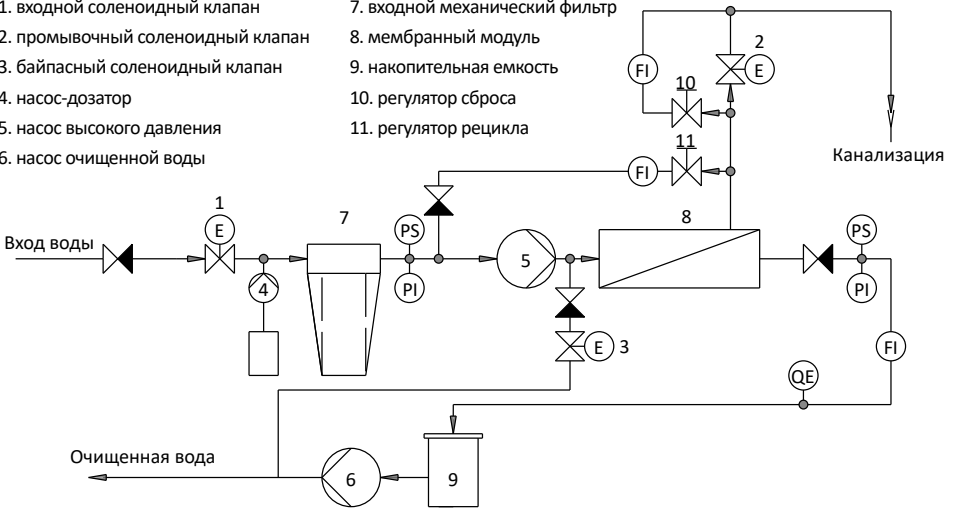 1. входной соленоидный клапан
2. промывочный соленоидный клапан
3. байпасный соленоидный клапан
4. насос-дозатор
5. насос высокого давления
6. насос очищенной воды
7. входной механический фильтр
8. мембранный модуль
9. накопительная емкость
10. регулятор сброса
11. регулятор рецикла
2
FI
E
10
11
FI
Канализация
1
E
7
8
PS
PS
Вход воды
5
4
PI
PI
E
3
FI
QE
Очищенная вода
6
9